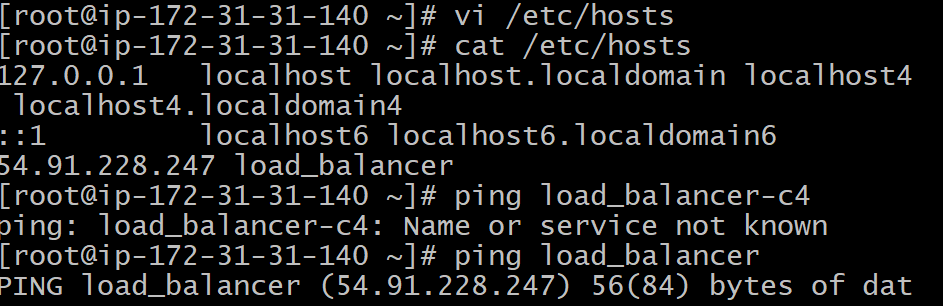 [root@ip-172-31-31-140 ~]# vi /etc/hosts
[root@ip-172-31-31-140 ~]# cat /etc/hosts
127.0.0.1   localhost localhost.localdomain localhost4
 localhost4.localdomain4
::1         localhost6 localhost6.localdomain6
54.91.228.247 load_balancer
[root@ip-172-31-31-140 ~]# ping load_balancer-c4
ping: load_balancer-c4: Name or service not known
[root@ip-172-31-31-140 ~]# ping load_balancer
PING load_balancer (54.91.228.247) 56(84) bytes of dat